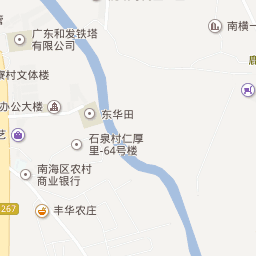 广东和发铁塔
有限公司
南横一
寮村文体楼
办公大楼
东华田
艺
石泉村仁厚
里-64号楼
南海区农村
商业银行
267
丰华农庄